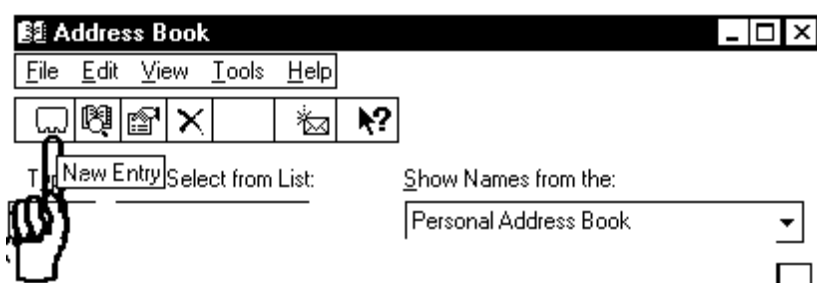 Address Book
File Edit View Tools Help
New Entry
Select from List:
Show Names from the:
Personal Address Book